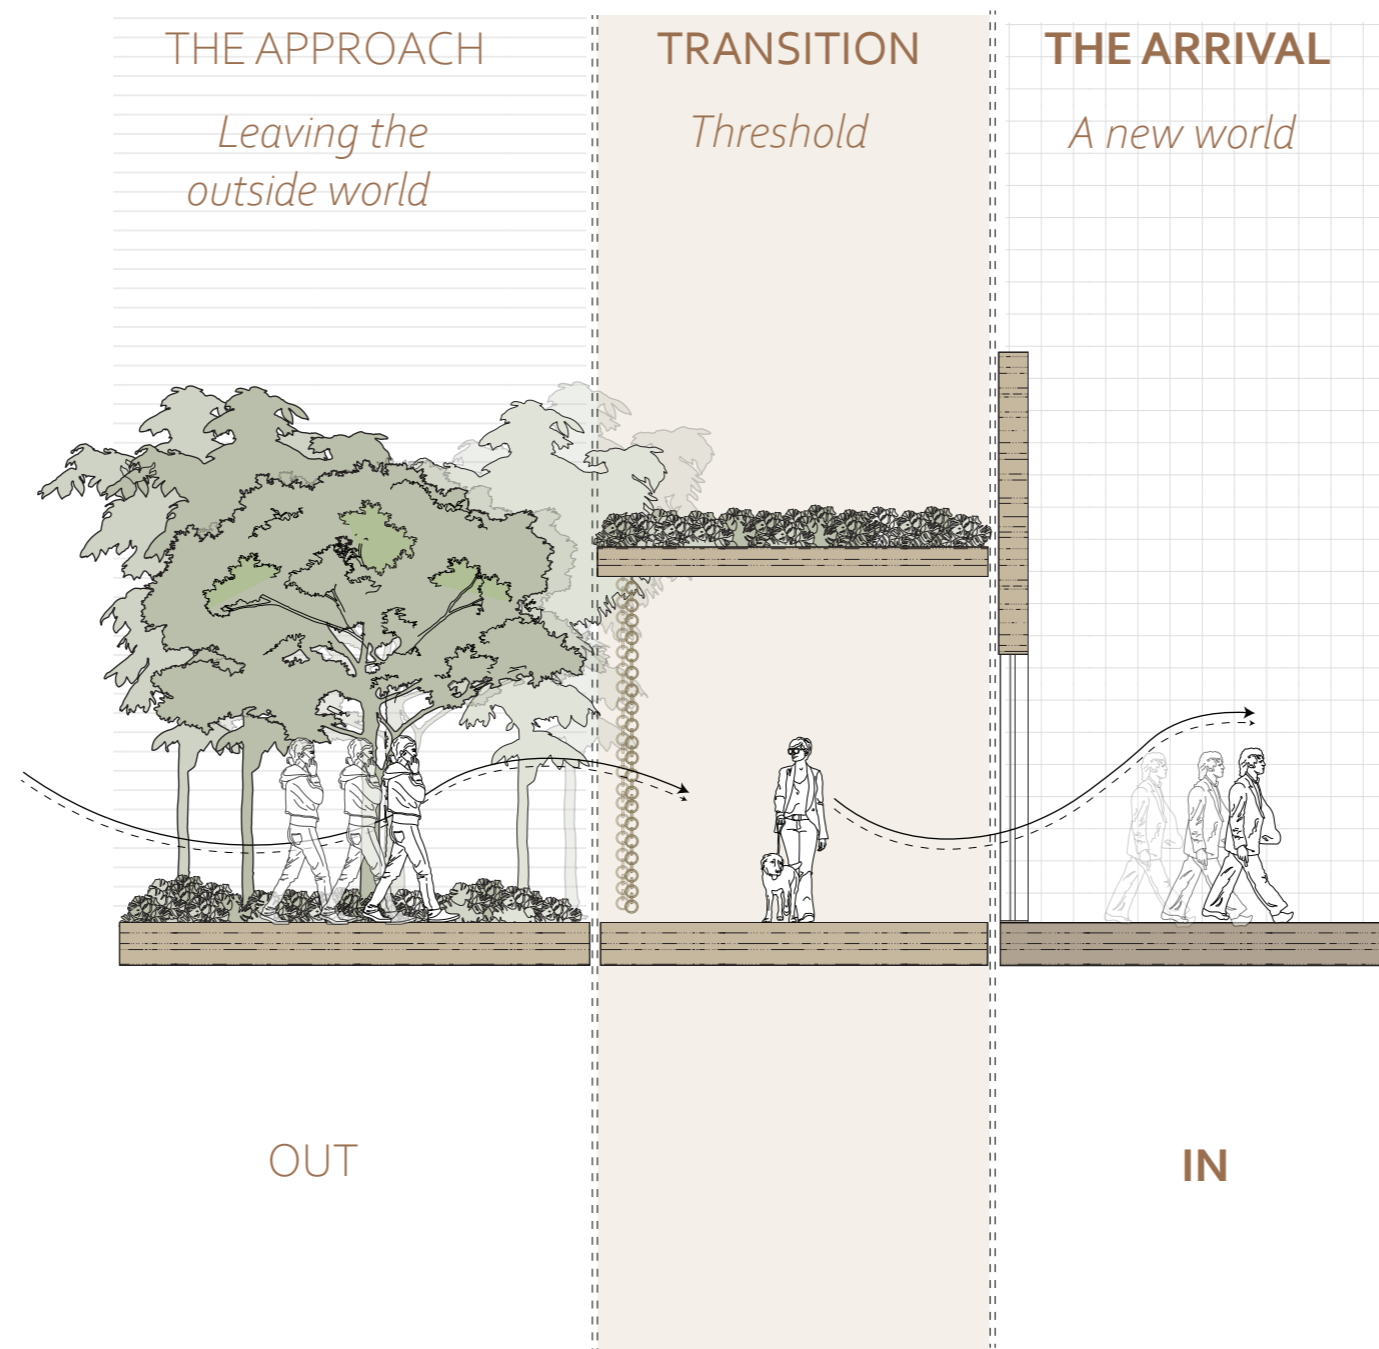 THE APPROACH
Leaving the
outside world
TRANSITION
Threshold
THE ARRIVAL
A new world
OUT
IN